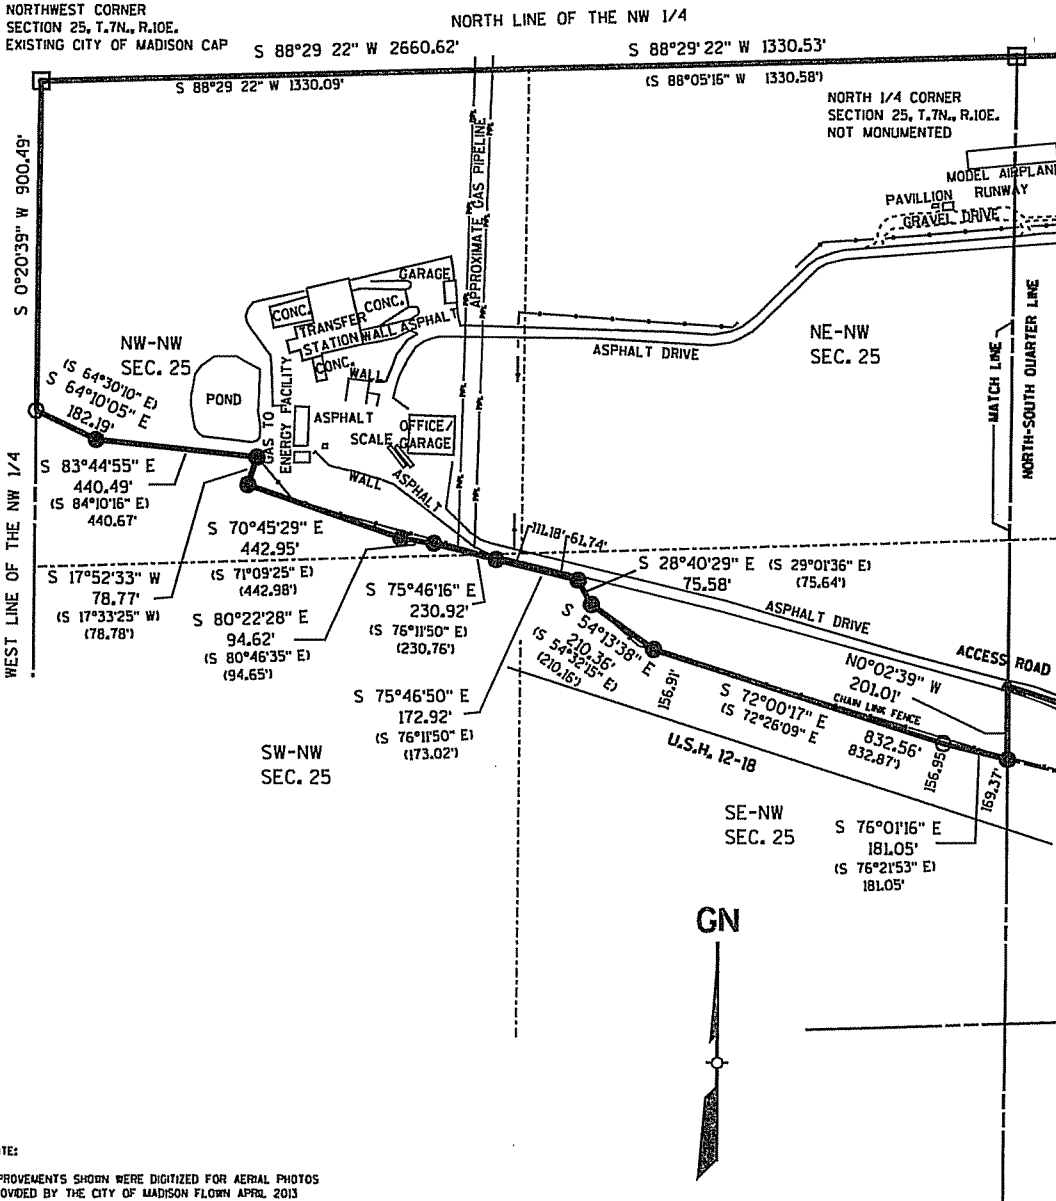 NORTHWEST CORNER
SECTION 25, T.7N., R.10E.
EXISTING CITY OF MADISON CAP
NORTH LINE OF THE NW 1/4
S 88°29 22" W 2660.62'
S 88°29' 22" W 1330.53'
S 88°29 22" W 1330.09'
(S 88°05'16" W 1330.58')
NORTH 1/4 CORNER
SECTION 25, T.7N., R.10E.
NOT MONUMENTED
S 0°20'39" W 900.49'
APPROXIMATE GAS PIPELINE
MODEL AIRPLANE
RUNWAY
PAVILLION
GRAVEL DRIVE
GARAGE
CONC.
CONC.
TRANSFER
STATION
WALL
ASPHALT
CONC.
WALL
NW-NW
SEC. 25
NE-NW
SEC. 25
ASPHALT DRIVE
MATCH LINE
NORTH-SOUTH QUARTER LINE
(S 64°30'10" E)
S 64°10'05" E
182.19'
POND
GAS TO
ENERGY FACILITY
ASPHALT
SCALE
OFFICE/
GARAGE
ASPHALT
WALL
S 83°44'55" E
440.49'
(S 84°10'16" E)
440.67'
WEST LINE OF THE NW 1/4
S 70°45'29" E
442.95'
(S 71°09'25" E)
(442.98')
111.18'
61.74'
S 17°52'33" W
78.77'
(S 17°33'25" W)
(78.78')
S 80°22'28" E
94.62'
(S 80°46'35" E)
(94.65')
S 75°46'16" E
230.92'
(S 76°11'50" E)
(230.76')
S 28°40'29" E (S 29°01'36" E)
75.58' (75.64')
ASPHALT DRIVE
S 54°13'38" E
210.36'
(S 54°32'15" E)
(210.16')
156.91'
ACCESS ROAD
N0°02'39" W
201.01'
CHAIN LINK FENCE
S 72°00'17" E
832.56'
(S 72°26'09" E
832.87')
S 75°46'50" E
172.92'
(S 76°11'50" E)
(173.02')
U.S.H. 12-18
156.95
169.37'
SW-NW
SEC. 25
SE-NW
SEC. 25
S 76°01'16" E
181.05'
(S 76°21'53" E)
181.05'
GN
TE:
PROVEMENTS SHOWN WERE DIGITIZED FOR AERIAL PHOTOS
OVIDED BY THE CITY OF MADISON FLOWN APRIL 2013